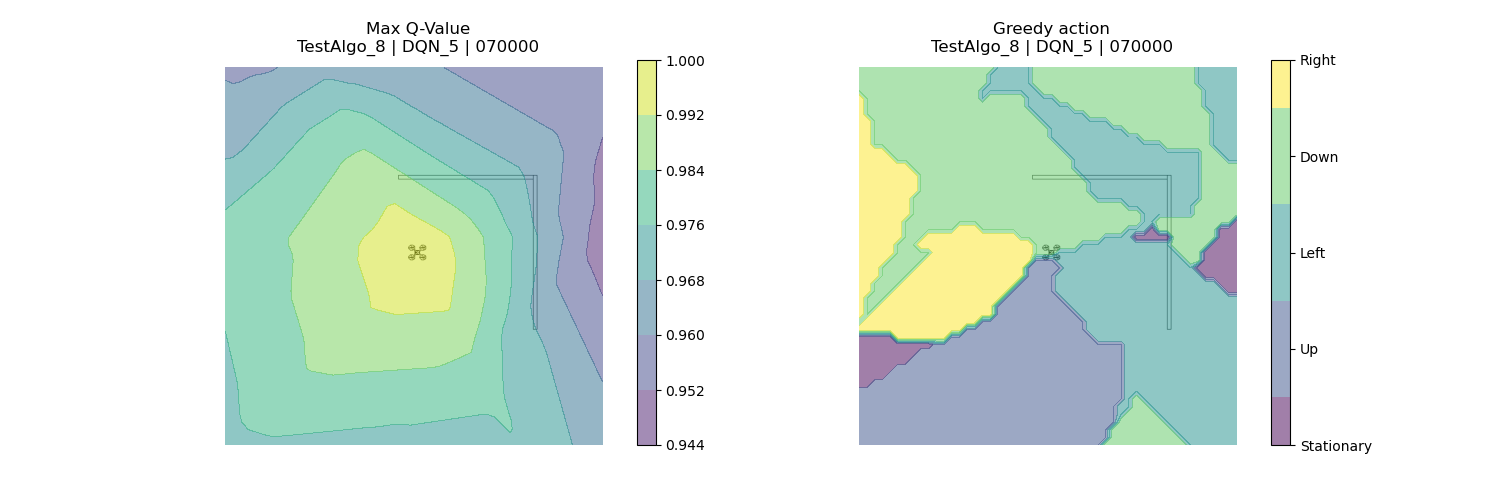 Max Q-Value
TestAlgo_8 | DQN_5 | 070000
1.000
0.992
0.984
0.976
0.968
0.960
0.952
0.944
Greedy action
TestAlgo_8 | DQN_5 | 070000
Right
Down
Left
Up
Stationary